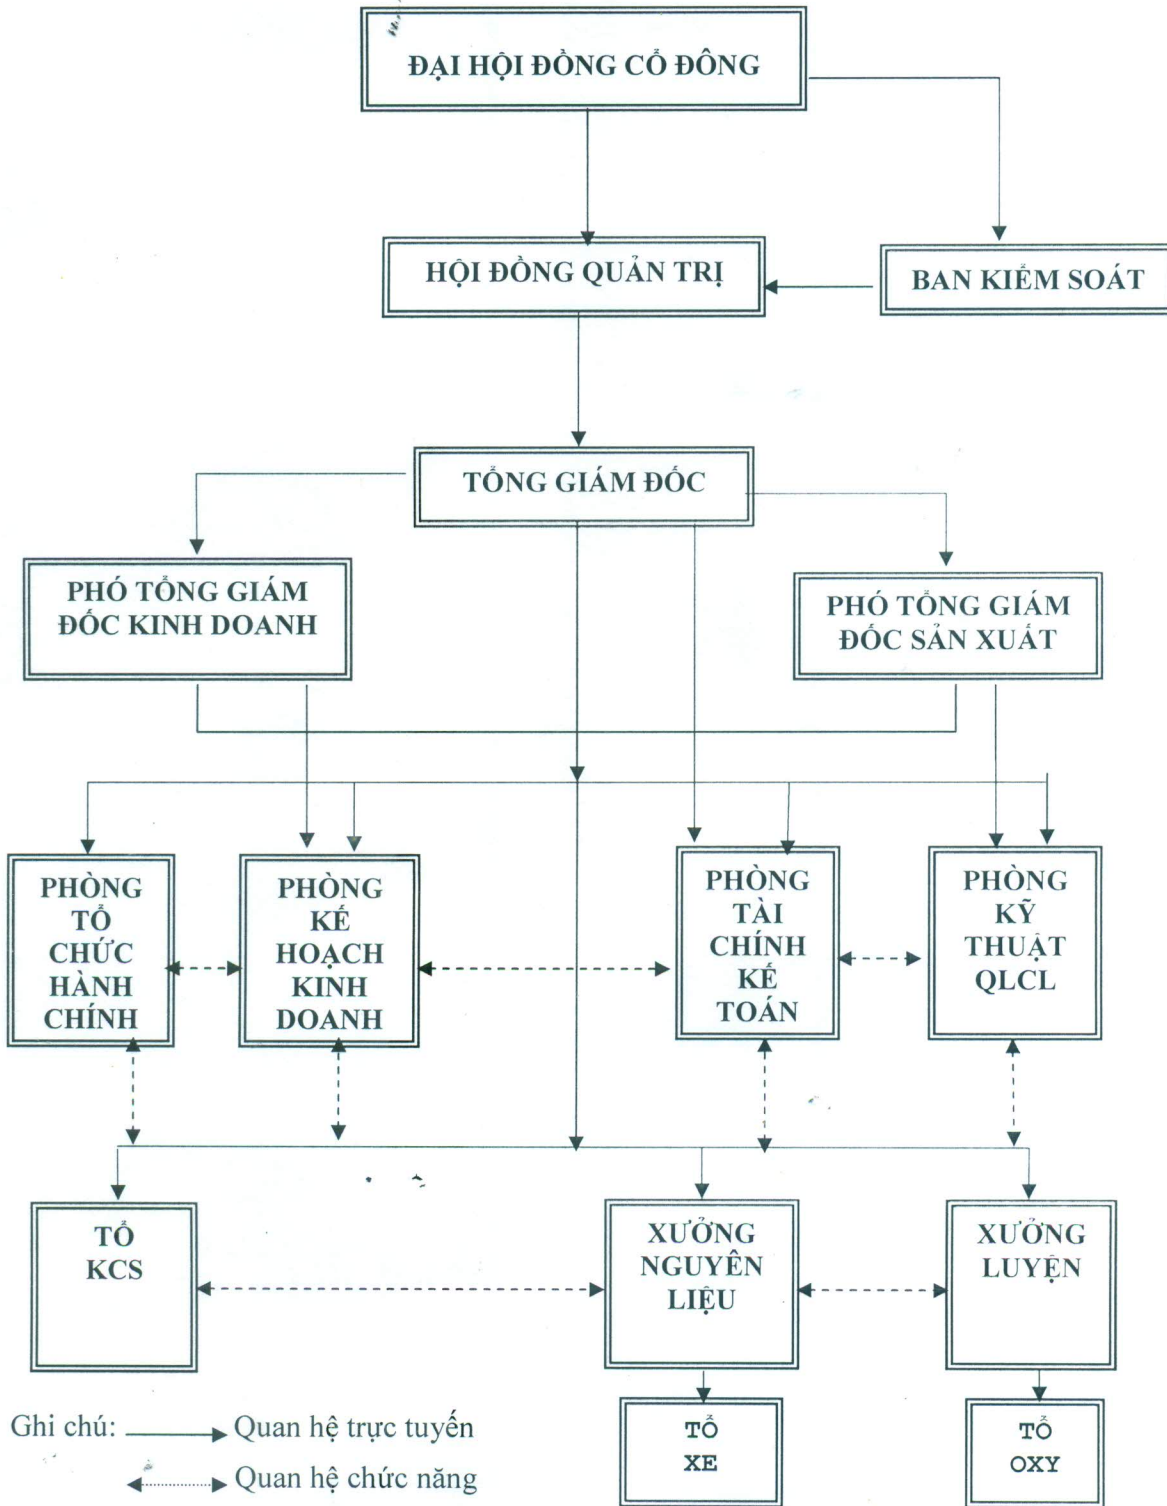 ĐẠI HỘI ĐỒNG CỔ ĐÔNG
HỘI ĐỒNG QUẢN TRỊ
BAN KIỂM SOÁT
TỔNG GIÁM ĐỐC
PHÓ TỔNG GIÁM
ĐỐC KINH DOANH
PHÓ TỔNG GIÁM
ĐỐC SẢN XUẤT
PHÒNG
TỔ
CHỨC
HÀNH
CHÍNH
PHÒNG
KẾ
HOẠCH
KINH
DOANH
PHÒNG
TÀI
CHÍNH
KẾ
TOÁN
PHÒNG
KỸ
THUẬT
QLCL
TỔ
KCS
XƯỞNG
NGUYÊN
LIỆU
XƯỞNG
LUYỆN
TỔ
XE
TỔ
OXY
Ghi chú: Quan hệ trực tuyến
Quan hệ chức năng